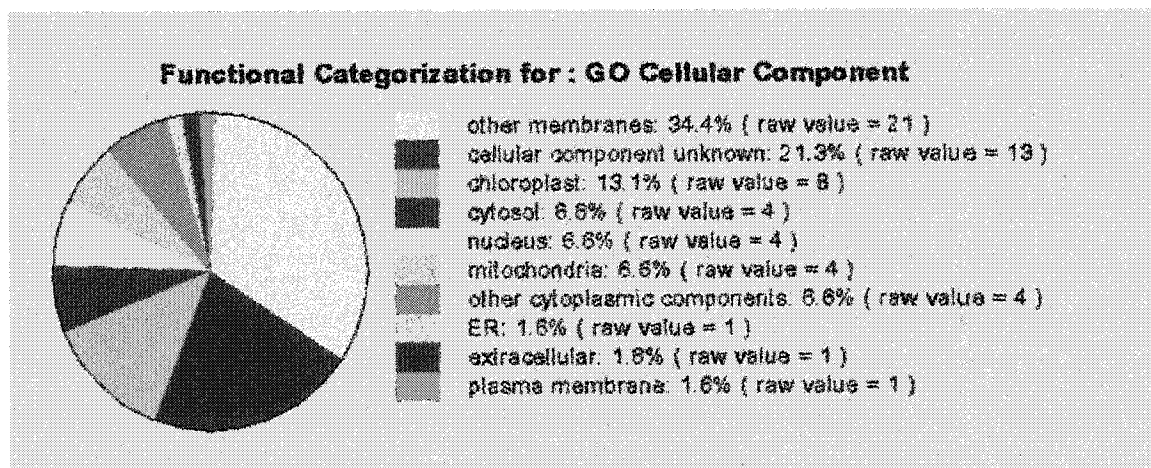 Functional Categorization for : GO Cellular Component
other membranes: 34.4% ( raw value = 21 )
cellular component unknown: 21.3% ( raw value = 13 )
chloroplast: 13.1% ( raw value = 8 )
cytosol: 6.6% ( raw value = 4 )
nucleus: 6.6% ( raw value = 4 )
mitochondria: 6.6% ( raw value = 4 )
other cytoplasmic components: 6.6% ( raw value = 4 )
ER: 1.6% ( raw value = 1 )
extracellular: 1.6% ( raw value = 1 )
plasma membrane: 1.6% ( raw value = 1 )